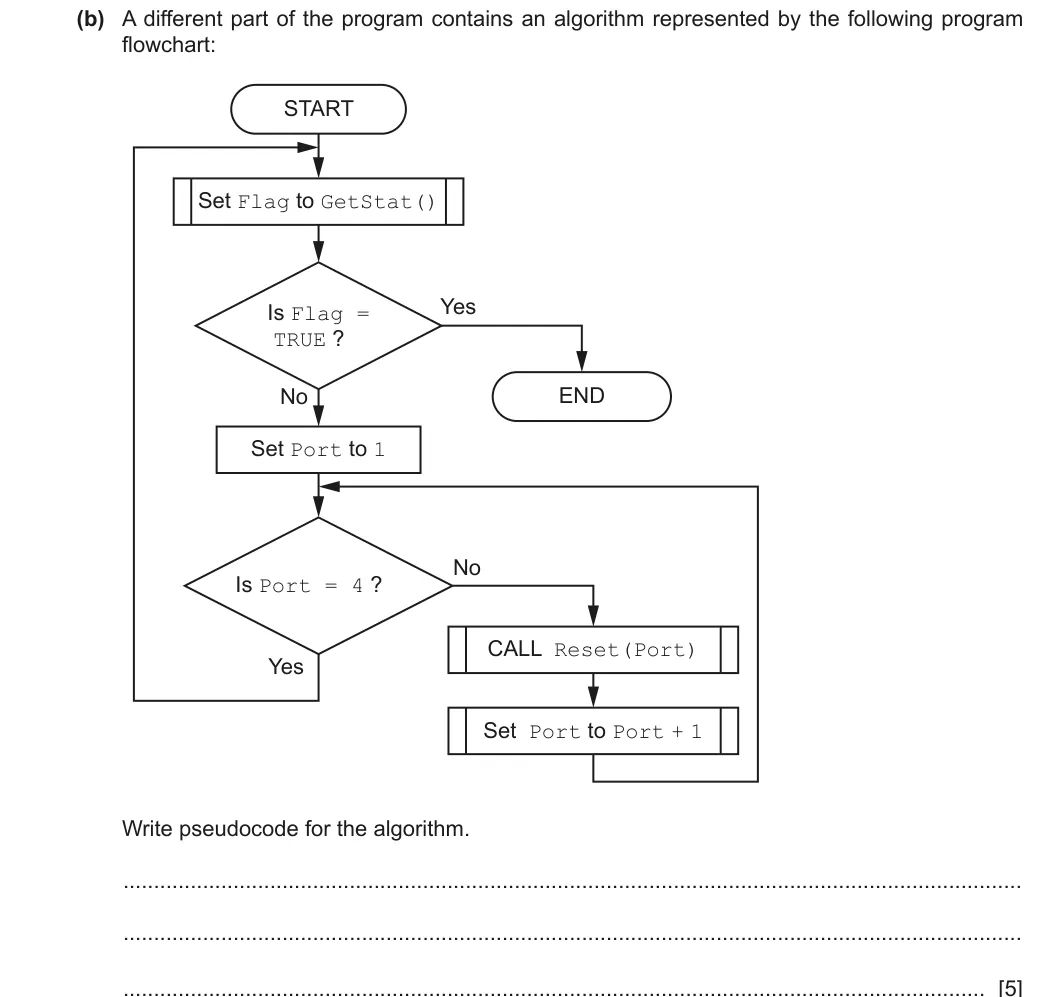 (b) A different part of the program contains an algorithm represented by the following program
flowchart:
START
Set Flag to GetStat()
Is Flag =
TRUE ?
Yes
END
No
Set Port to 1
Is Port = 4 ?
No
CALL Reset(Port)
Yes
Set Port to Port + 1
Write pseudocode for the algorithm.
[5]